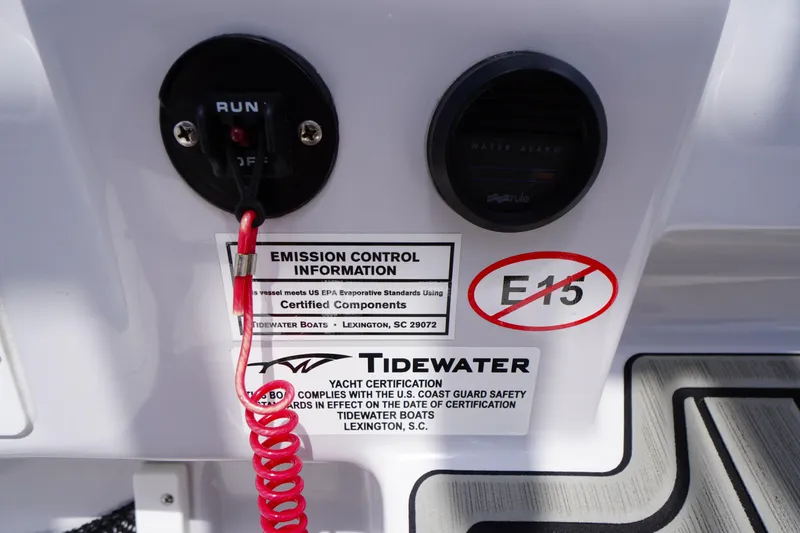 RUN
OFF
WATER ALARM
rule
EMISSION CONTROL
INFORMATION
vessel meets US EPA Evaporative Standards Using
Certified Components
TIDEWATER BOATS • LEXINGTON, SC 29072
E15
TIDEWATER
YACHT CERTIFICATION
THIS BOAT COMPLIES WITH THE U.S. COAST GUARD SAFETY
STANDARDS IN EFFECT ON THE DATE OF CERTIFICATION
TIDEWATER BOATS
LEXINGTON, S.C.